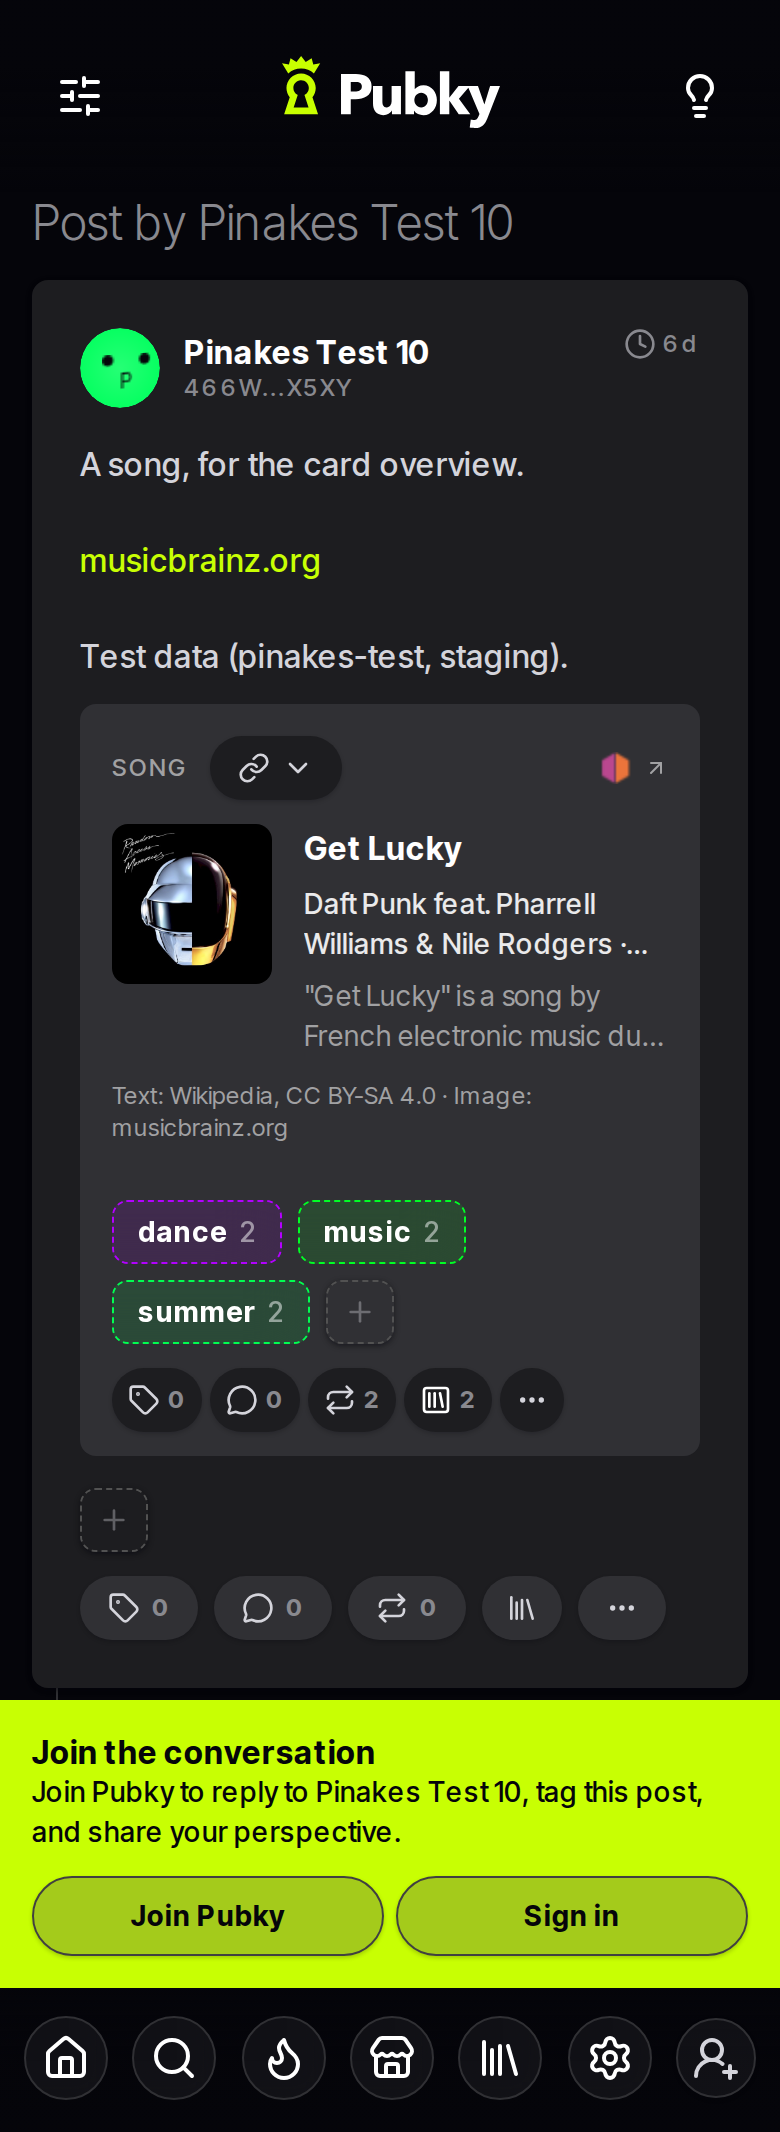 Pubky
Post by Pinakes Test 10
Pinakes Test 10
466W...X5XY
6d
A song, for the card overview.
musicbrainz.org
Test data (pinakes-test, staging).
SONG
Random
Access
Memories
Get Lucky
Daft Punk feat. Pharrell
Williams & Nile Rodgers ·...
"Get Lucky" is a song by
French electronic music du...
Text: Wikipedia, CC BY-SA 4.0 · Image:
musicbrainz.org
dance 2 music 2
summer 2
0 0 2 2
0 0 0
Join the conversation
Join Pubky to reply to Pinakes Test 10, tag this post,
and share your perspective.
Join Pubky Sign in